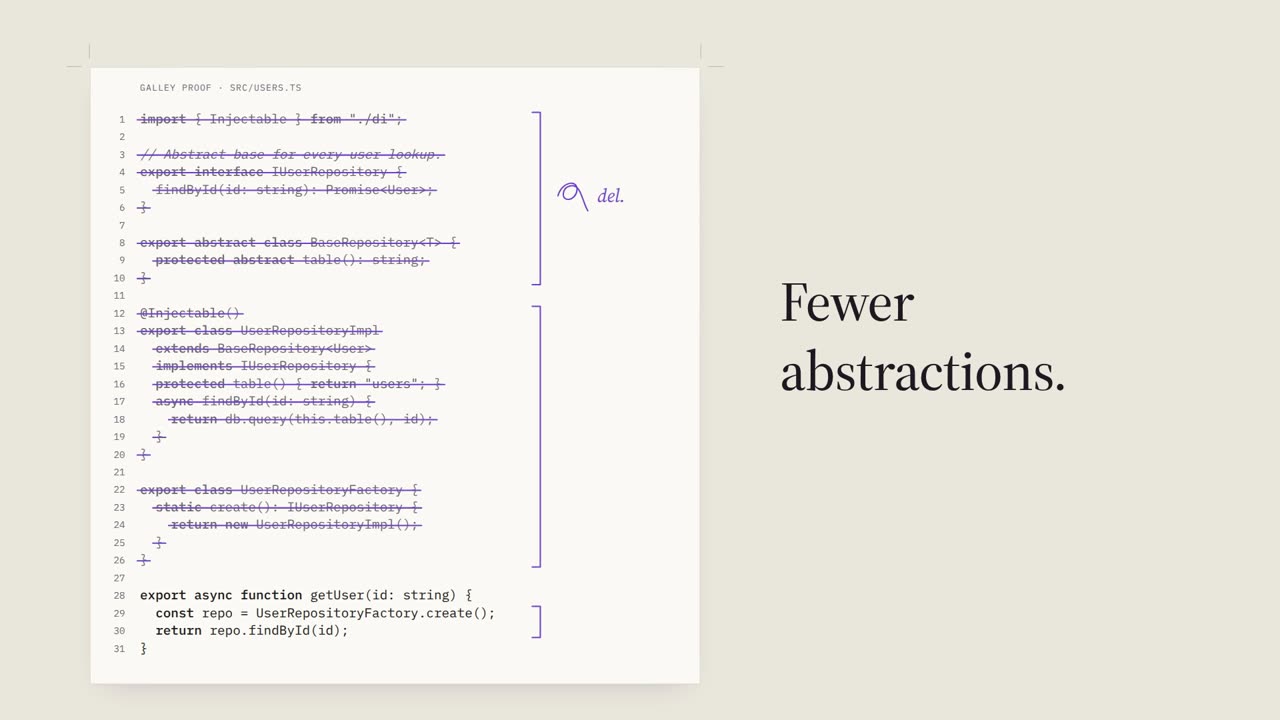 GALLEY PROOF · SRC/USERS.TS
1 import { Injectable } from "./di";
2
3 // Abstract base for every user lookup.
4 export interface IUserRepository {
5 findById(id: string): Promise<User>;
6 }
7
8 export abstract class BaseRepository<T> {
9 protected abstract table(): string;
10 }
11
12 @Injectable()
13 export class UserRepositoryImpl
14 extends BaseRepository<User>
15 implements IUserRepository {
16 protected table() { return "users"; }
17 async findById(id: string) {
18 return db.query(this.table(), id);
19 }
20 }
21
22 export class UserRepositoryFactory {
23 static create(): IUserRepository {
24 return new UserRepositoryImpl();
25 }
26 }
27
28 export async function getUser(id: string) {
29 const repo = UserRepositoryFactory.create();
30 return repo.findById(id);
31 }
del.
Fewer
abstractions.